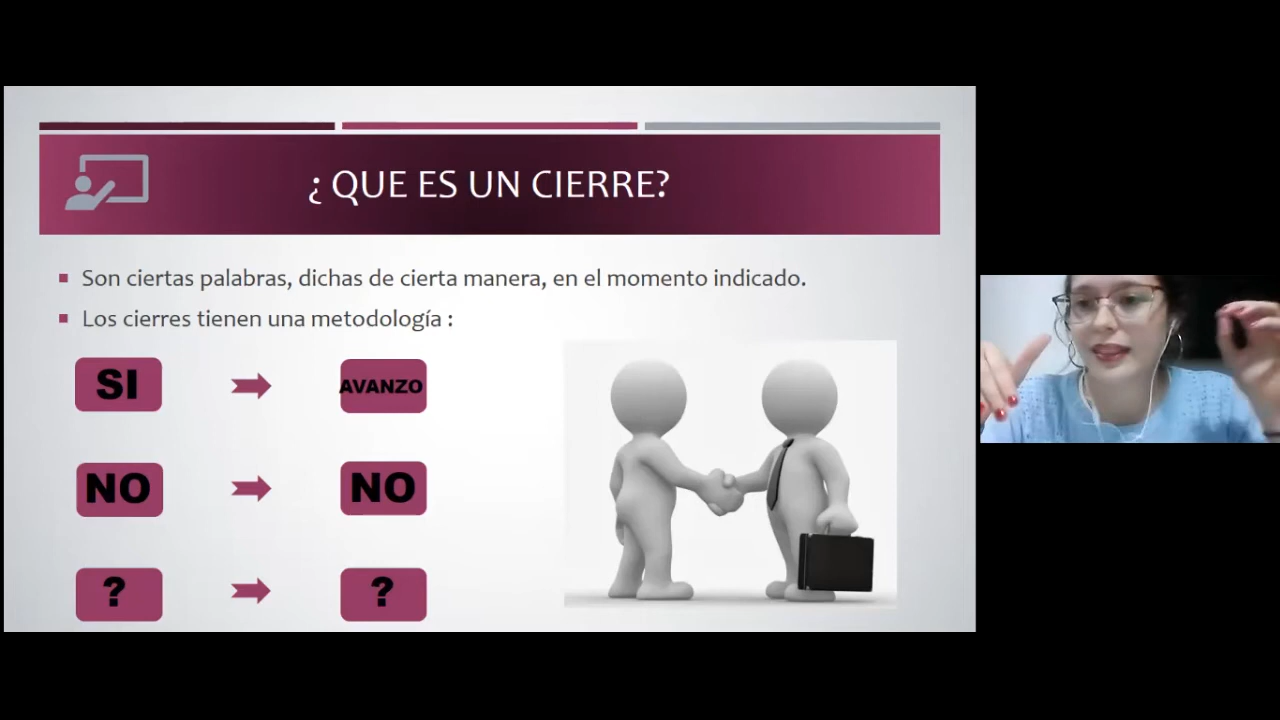 ¿ QUE ES UN CIERRE?
Son ciertas palabras, dichas de cierta manera, en el momento indicado.
Los cierres tienen una metodología :
SI
AVANZO
NO
NO
?
?